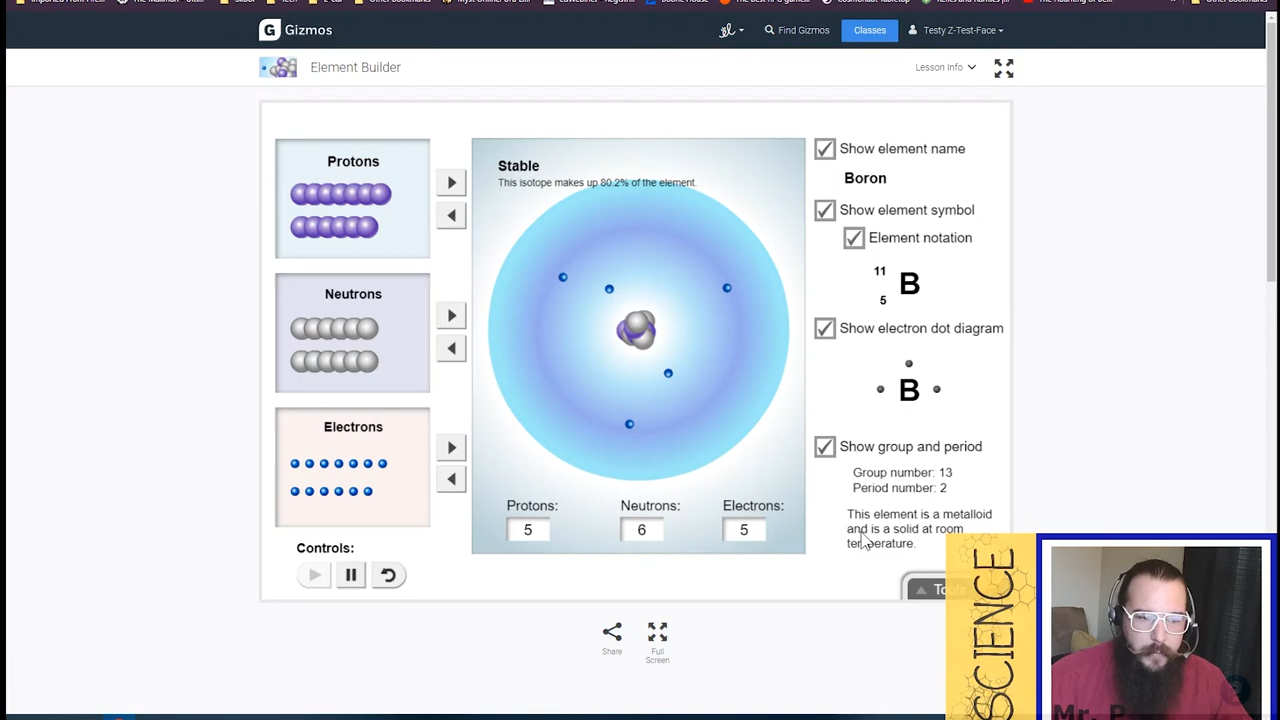 Gizmos
Find Gizmos
Classes
Testy Z-Test-Face
Element Builder
Lesson Info
Protons
Neutrons
Electrons
Controls:
Stable
This isotope makes up 80.2% of the element.
Protons: Neutrons: Electrons:
5 6 5
Show element name
Boron
Show element symbol
Element notation
11
B
5
Show electron dot diagram
B
Show group and period
Group number: 13
Period number: 2
This element is a metalloid
and is a solid at room
temperature.
Share
Full
Screen
SCIENCE